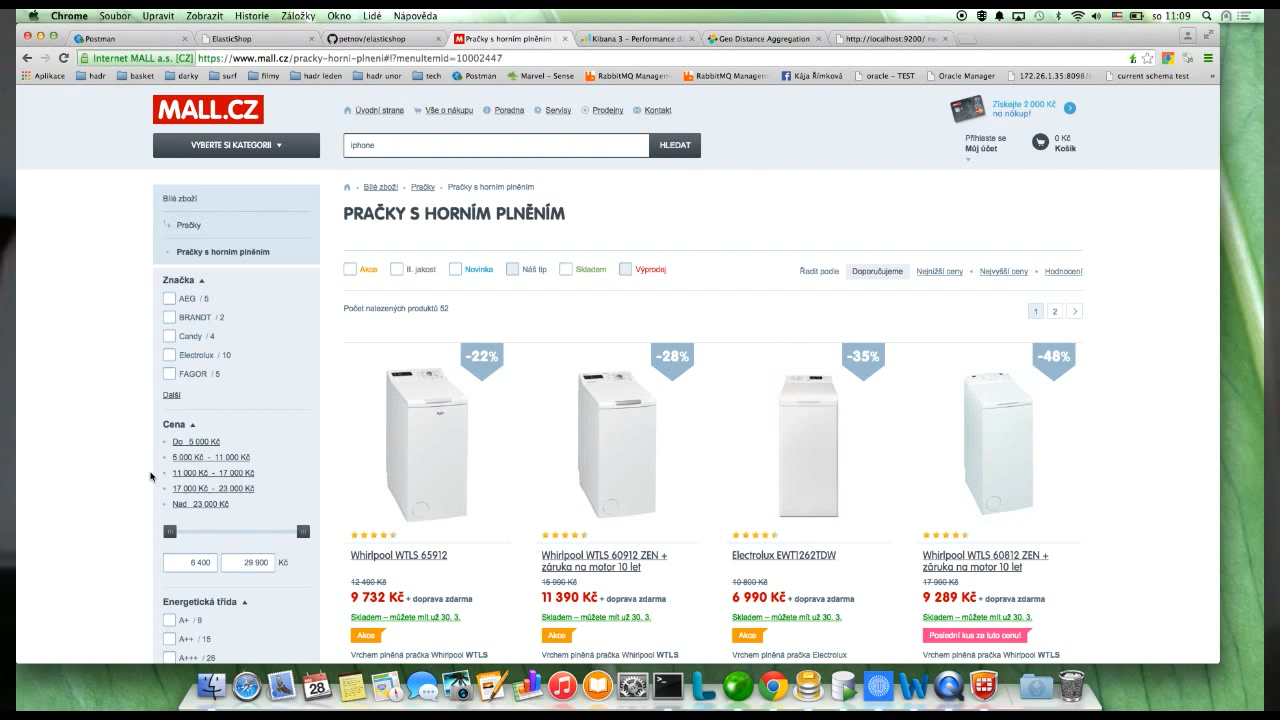 Chrome Soubor Upravit Zobrazit Historie Záložky Okno Lidé Nápověda so 11:09
Postman ElasticShop petnov/elasticshop Pračky s horním plněním Kibana 3 – Performance d Geo Distance Aggregation http://localhost:9200/ ne
Internet MALL a.s. [CZ] https://www.mall.cz/pracky-horni-plneni#!?menuItemId=10002447
Aplikace hadr basket darky surf filmy hadr leden hadr unor tech Postman Marvel - Sense RabbitMQ Managem RabbitMQ Managem Kája Římková oracle – TEST Oracle Manager 172.26.1.35:8098/ current schema test »
MALL.CZ
Úvodní strana Vše o nákupu Poradna Servisy Prodejny Kontakt
Získejte 2 000 Kč
na nákup!
VYBERTE SI KATEGORII
iphone HLEDAT
Přihlaste se
Můj účet
0 Kč
Košík
Bílé zboží
Pračky
Pračky s horním plněním
Značka
AEG / 5
BRANDT / 2
Candy / 4
Electrolux / 10
FAGOR / 5
Další
Cena
Do 5 000 Kč
5 000 Kč - 11 000 Kč
11 000 Kč - 17 000 Kč
17 000 Kč - 23 000 Kč
Nad 23 000 Kč
6 400 29 900 Kč
Energetická třída
A+ / 9
A++ / 15
A+++ / 26
Bílé zboží Pračky Pračky s horním plněním
PRAČKY S HORNÍM PLNĚNÍM
Akce II. jakost Novinka Náš tip Skladem Výprodej
Řadit podle Doporučujeme Nejnižší ceny Nejvyšší ceny Hodnocení
Počet nalezených produktů 52
1 2
-22% -28% -35% -48%
Whirlpool WTLS 65912
12 490 Kč
9 732 Kč + doprava zdarma
Skladem – můžete mít už 30. 3.
Akce
Vrchem plněná pračka Whirlpool WTLS
Whirlpool WTLS 60912 ZEN +
záruka na motor 10 let
15 990 Kč
11 390 Kč + doprava zdarma
Skladem – můžete mít už 30. 3.
Akce
Vrchem plněná pračka Whirlpool WTLS
Electrolux EWT1262TDW
10 800 Kč
6 990 Kč + doprava zdarma
Skladem – můžete mít už 30. 3.
Akce
Vrchem plněná pračka Electrolux
Whirlpool WTLS 60812 ZEN +
záruka na motor 10 let
17 990 Kč
9 289 Kč + doprava zdarma
Skladem – můžete mít už 30. 3.
Poslední kus za tuto cenu!
Vrchem plněná pračka Whirlpool WTLS
28